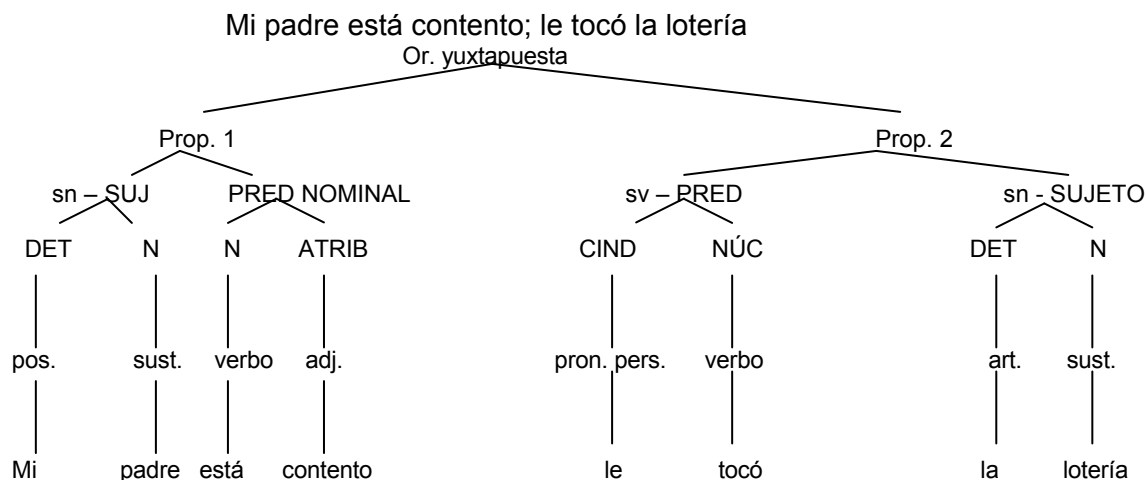 Mi padre está contento; le tocó la lotería
Or. yuxtapuesta
Prop. 1 Prop. 2
sn – SUJ PRED NOMINAL sv – PRED sn - SUJETO
DET N N ATRIB CIND NÚC DET N
pos. sust. verbo adj. pron. pers. verbo art. sust.
Mi padre está contento le tocó la lotería